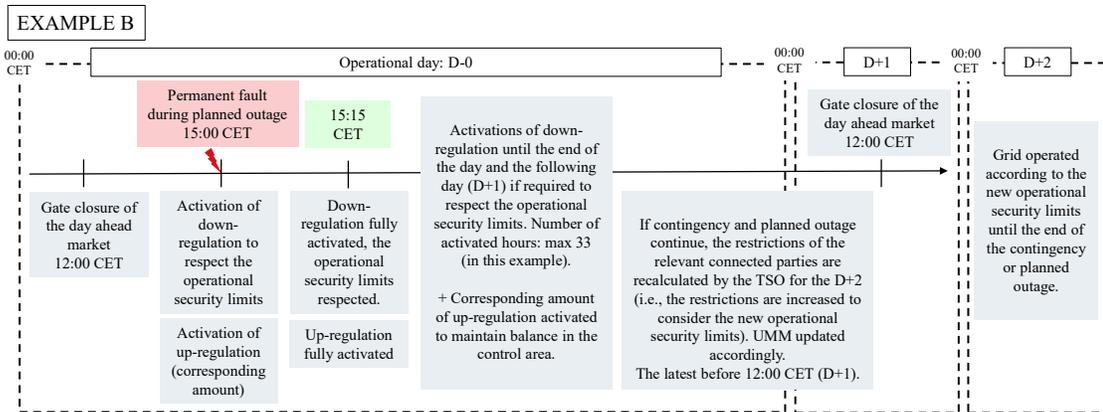 EXAMPLE B
00:00
CET
Operational day: D-0
00:00
CET
D+1
00:00
CET
D+2
Permanent fault
during planned outage
15:00 CET
15:15
CET
Gate closure of the
day ahead market
12:00 CET
Gate closure of
the day ahead
market
12:00 CET
Activation of
down-
regulation to
respect the
operational
security limits
Activation of
up-regulation
(corresponding
amount)
Down-
regulation fully
activated, the
operational
security limits
respected.
Up-regulation
fully activated
Activations of down-
regulation until the end of
the day and the following
day (D+1) if required to
respect the operational
security limits. Number of
activated hours: max 33
(in this example).
+ Corresponding amount
of up-regulation activated
to maintain balance in the
control area.
If contingency and planned outage
continue, the restrictions of the
relevant connected parties are
recalculated by the TSO for the D+2
(i.e., the restrictions are increased to
consider the new operational
security limits). UMM updated
accordingly.
The latest before 12:00 CET (D+1).
Grid operated
according to the
new operational
security limits
until the end of
the contingency
or planned
outage.